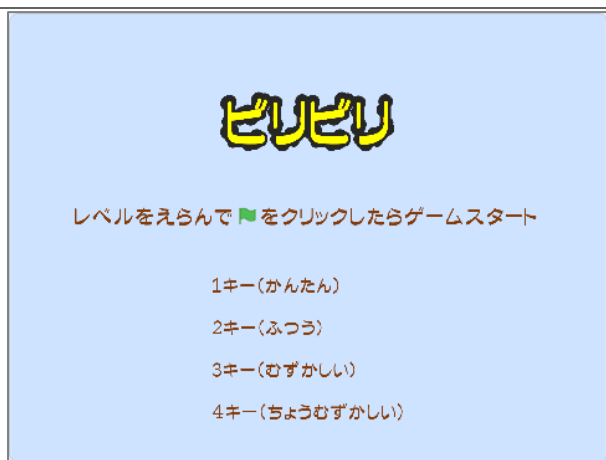 ビリビリ
レベルをえらんで をクリックしたらゲームスタート
1キー(かんたん)
2キー(ふつう)
3キー(むずかしい)
4キー(ちょうむずかしい)